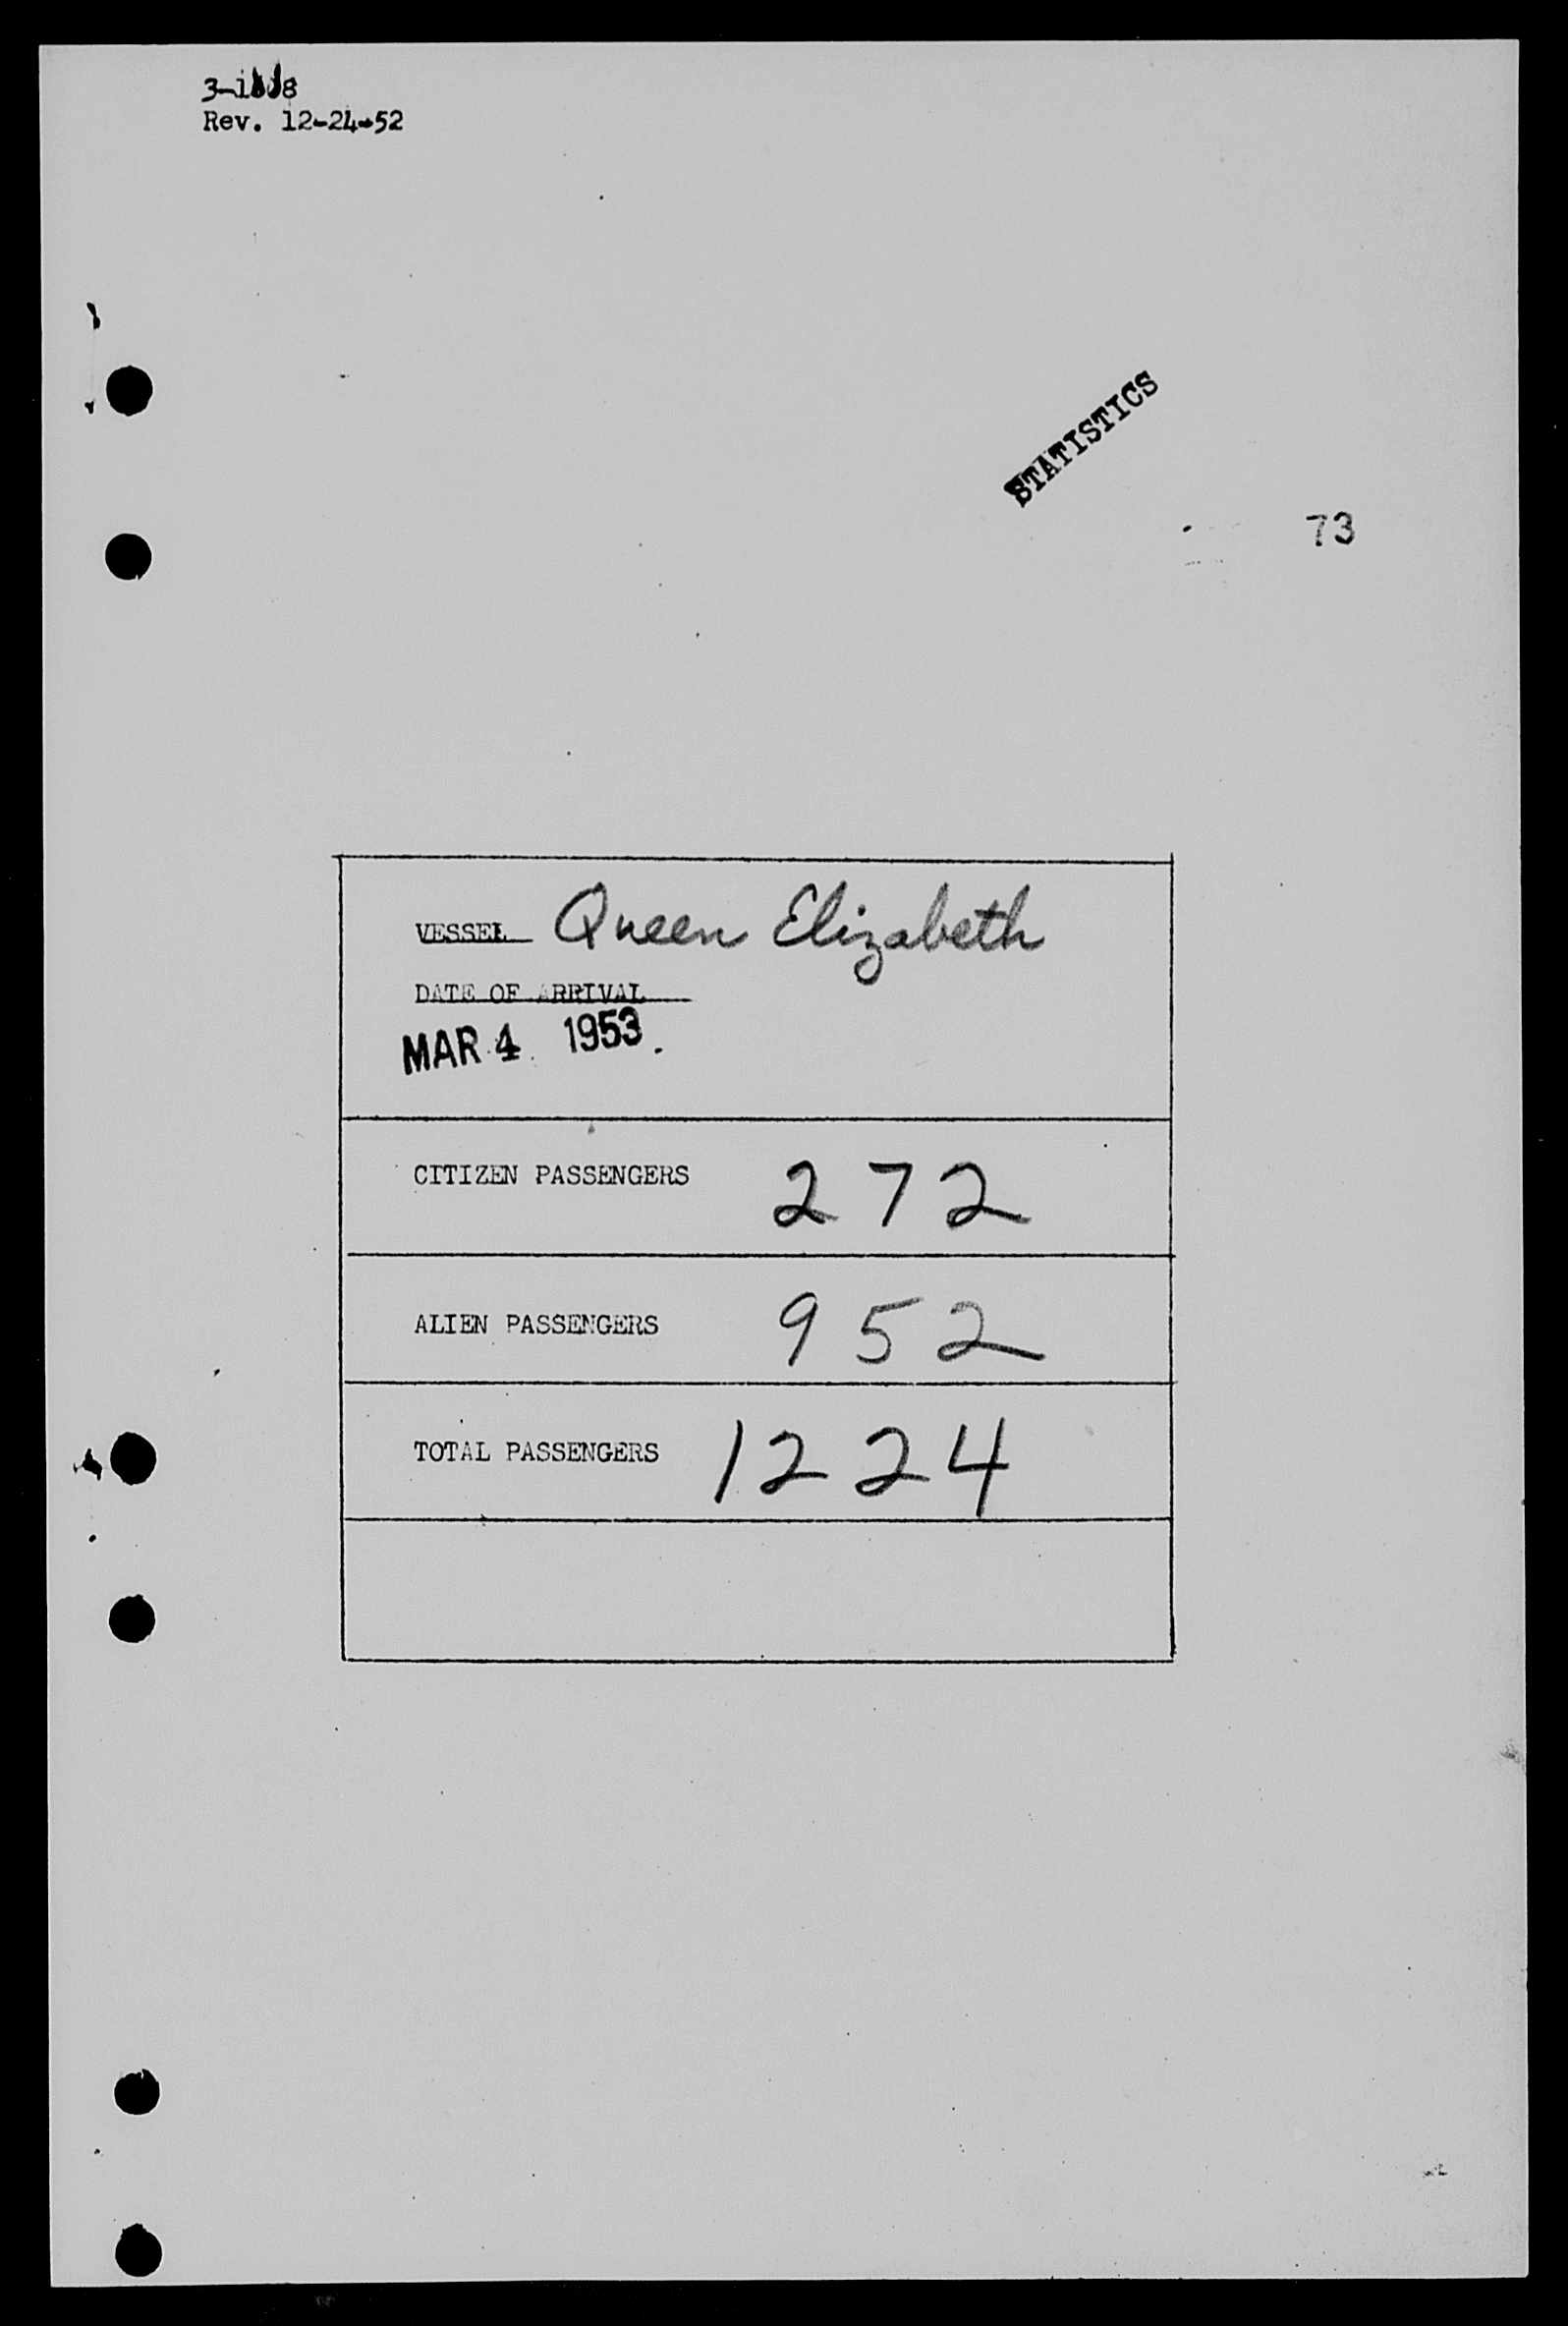 Rev. 12-24-52
STATISTICS
73
VESSEL Queen Elizabeth
DATE OF ARRIVAL
MAR 4 1953
CITIZEN PASSENGERS 272
ALIEN PASSENGERS 952
TOTAL PASSENGERS 1224